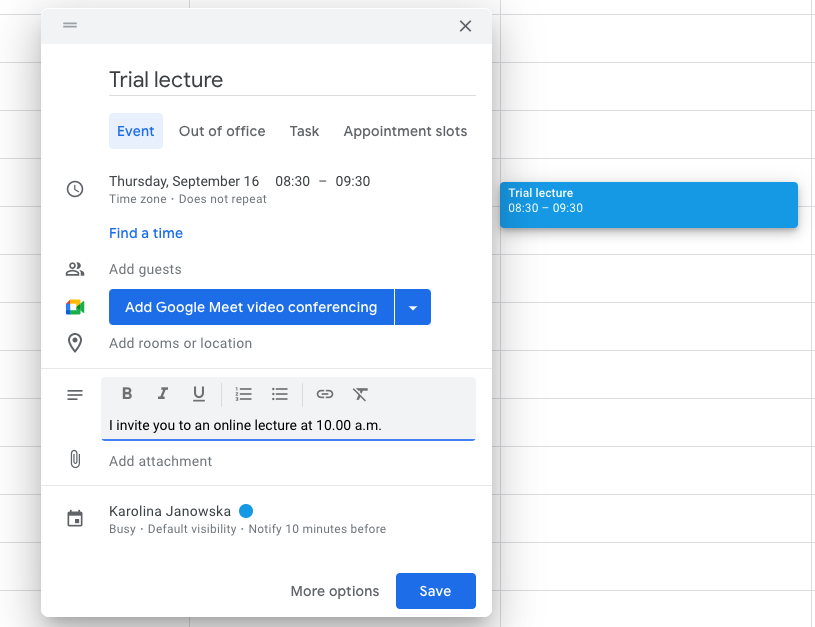 Trial lecture
Event Out of office Task Appointment slots
Thursday, September 16 08:30 – 09:30
Time zone · Does not repeat
Find a time
Add guests
Add Google Meet video conferencing
Add rooms or location
B I U
I invite you to an online lecture at 10.00 a.m.
Add attachment
Karolina Janowska
Busy · Default visibility · Notify 10 minutes before
More options Save
Trial lecture
08:30 – 09:30